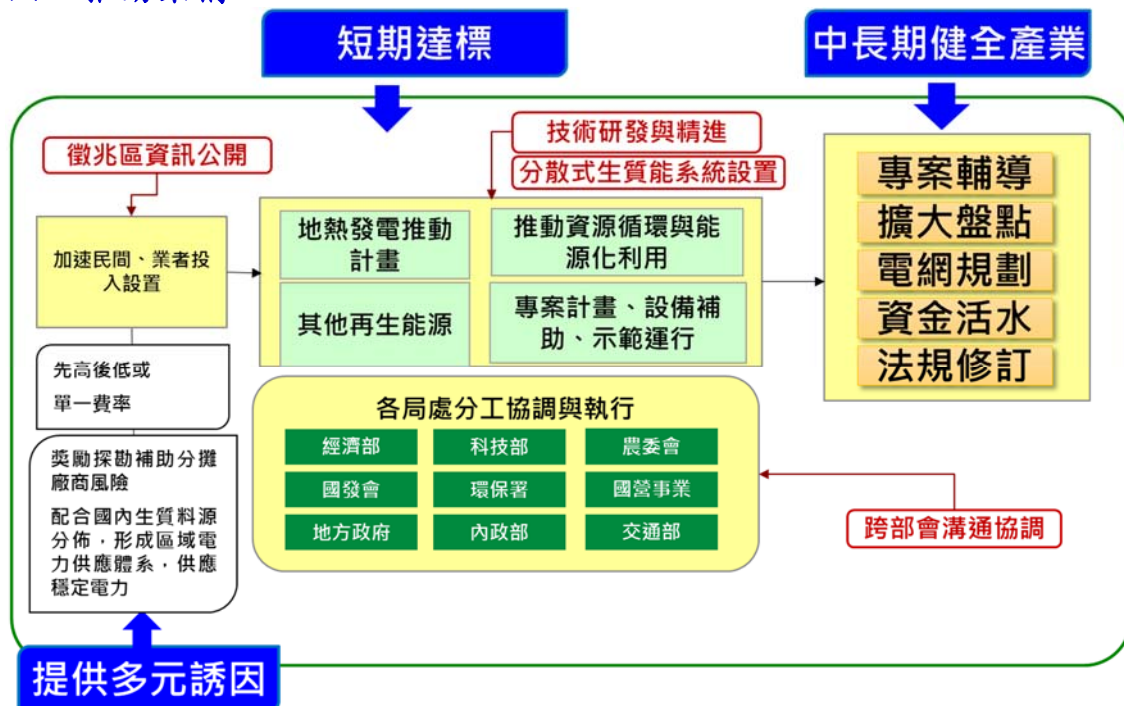 短期達標
中長期健全產業
徵兆區資訊公開
技術研發與精進
分散式生質能系統設置
加速民間、業者投
入設置
地熱發電推動
計畫
推動資源循環與能
源化利用
其他再生能源
專案計畫、設備補
助、示範運行
專案輔導
擴大盤點
電網規劃
資金活水
法規修訂
先高後低或
單一費率
獎勵探勘補助分攤
廠商風險
配合國內生質料源
分佈，形成區域電
力供應體系，供應
穩定電力
各局處分工協調與執行
經濟部
科技部
農委會
國發會
環保署
國營事業
地方政府
內政部
交通部
跨部會溝通協調
提供多元誘因